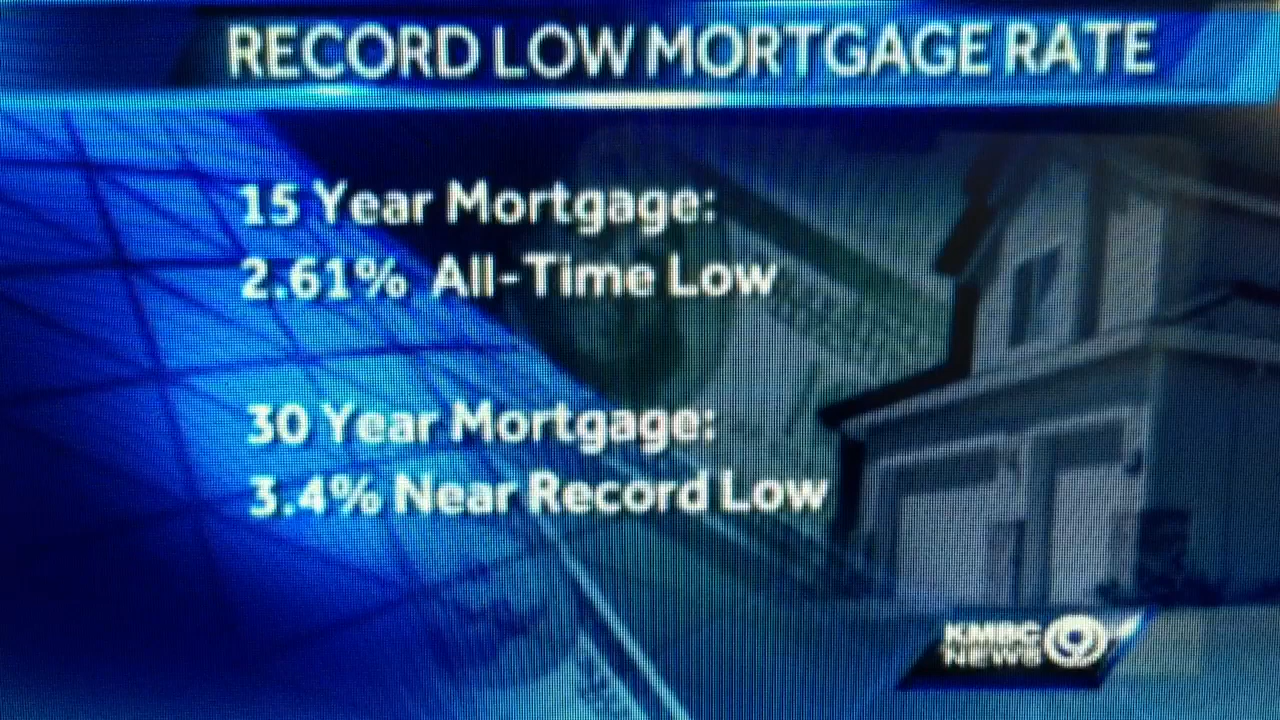 RECORD LOW MORTGAGE RATE
15 Year Mortgage:
2.61% All-Time Low
30 Year Mortgage:
3.4% Near Record Low
KMBC 9
NEWS